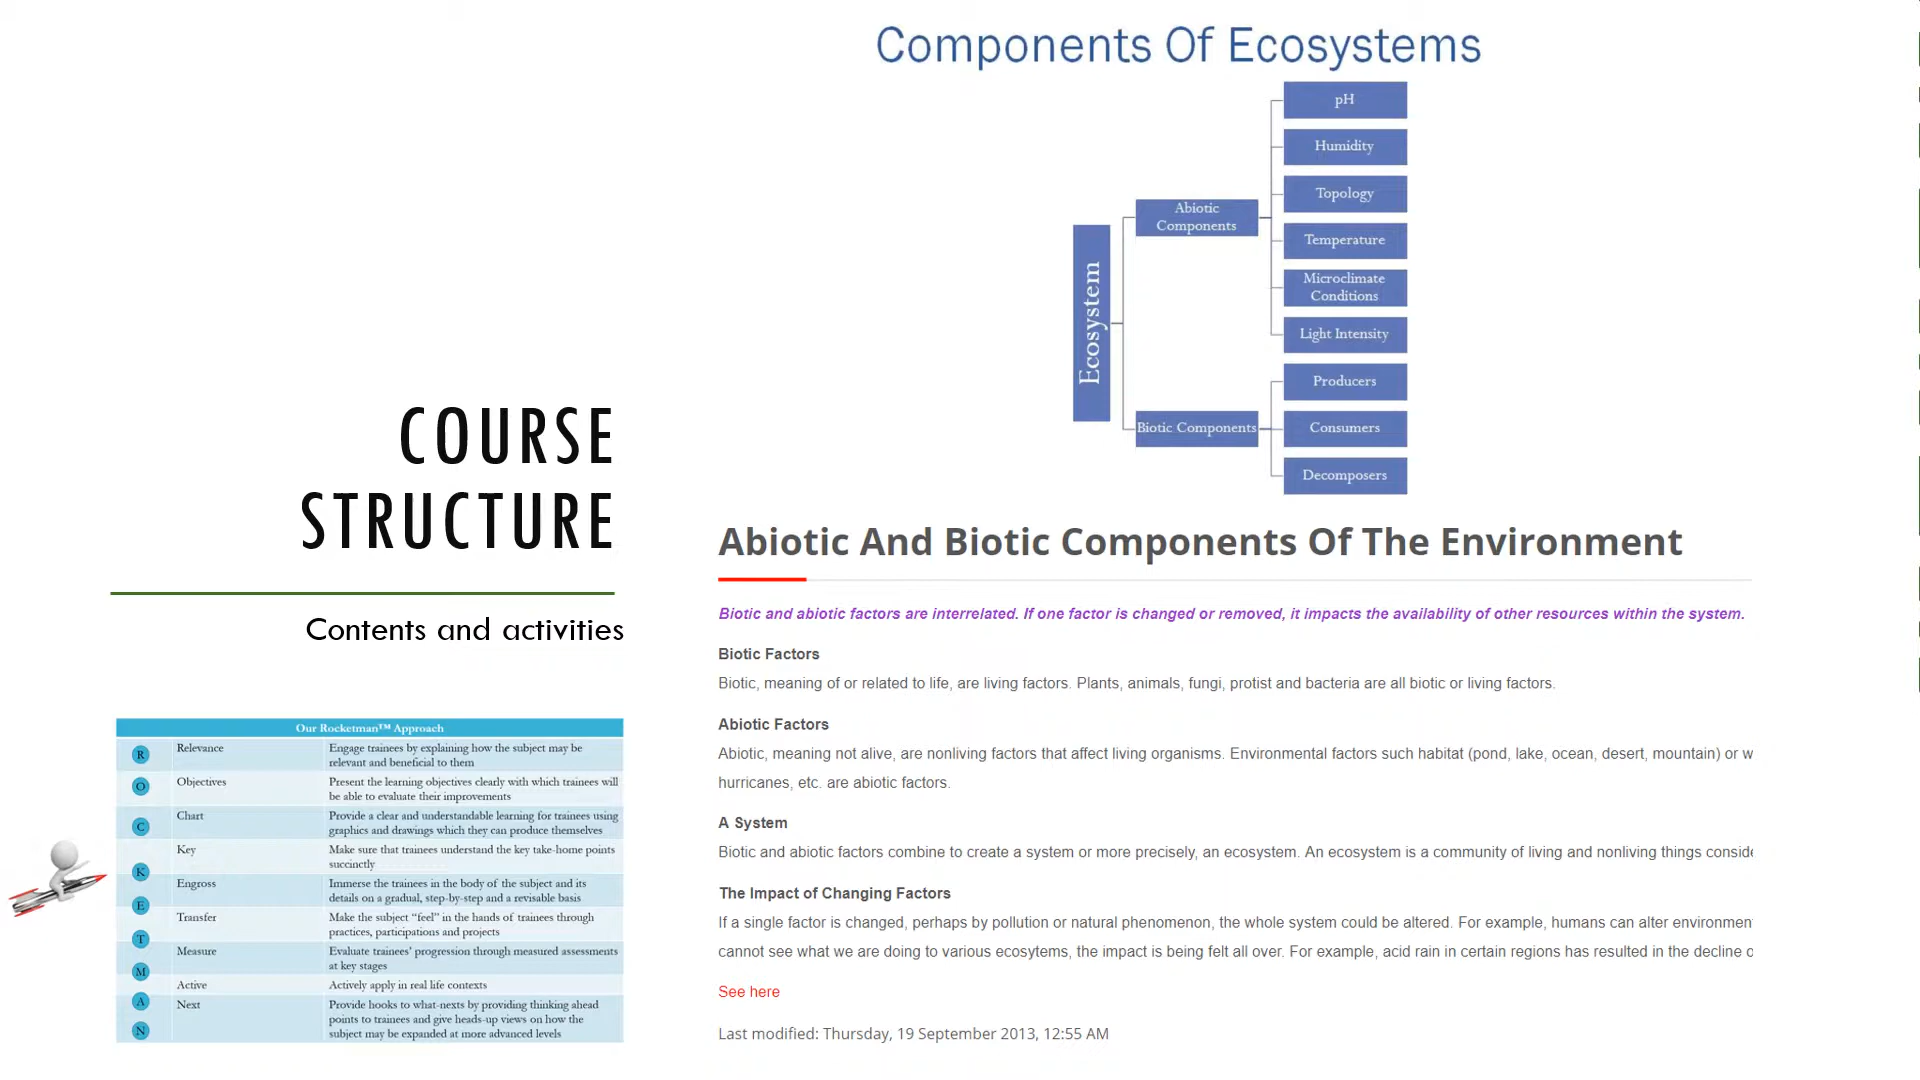 COURSE
STRUCTURE
Contents and activities
Our Rocketman™ Approach
R Relevance Engage trainees by explaining how the subject may be
relevant and beneficial to them
O Objectives Present the learning objectives clearly with which trainees will
be able to evaluate their improvements
C Chart Provide a clear and understandable learning for trainees using
graphics and drawings which they can produce themselves
K Key Make sure that trainees understand the key take-home points
succinctly
E Engross Immerse the trainees in the body of the subject and its
details on a gradual, step-by-step and a revisable basis
T Transfer Make the subject “feel” in the hands of trainees through
practices, participations and projects
M Measure Evaluate trainees’ progression through measured assessments
at key stages
A Active Actively apply in real life contexts
N Next Provide hooks to what-nexts by providing thinking ahead
points to trainees and give heads-up views on how the
subject may be expanded at more advanced levels
Components Of Ecosystems
Ecosystem
Abiotic
Components
pH
Humidity
Topology
Temperature
Microclimate
Conditions
Light Intensity
Biotic Components
Producers
Consumers
Decomposers
Abiotic And Biotic Components Of The Environment
Biotic and abiotic factors are interrelated. If one factor is changed or removed, it impacts the availability of other resources within the system.
Biotic Factors
Biotic, meaning of or related to life, are living factors. Plants, animals, fungi, protist and bacteria are all biotic or living factors.
Abiotic Factors
Abiotic, meaning not alive, are nonliving factors that affect living organisms. Environmental factors such habitat (pond, lake, ocean, desert, mountain) or
hurricanes, etc. are abiotic factors.
A System
Biotic and abiotic factors combine to create a system or more precisely, an ecosystem. An ecosystem is a community of living and nonliving things
The Impact of Changing Factors
If a single factor is changed, perhaps by pollution or natural phenomenon, the whole system could be altered. For example, humans can alter environment
cannot see what we are doing to various ecosytems, the impact is being felt all over. For example, acid rain in certain regions has resulted in the decline
See here
Last modified: Thursday, 19 September 2013, 12:55 AM